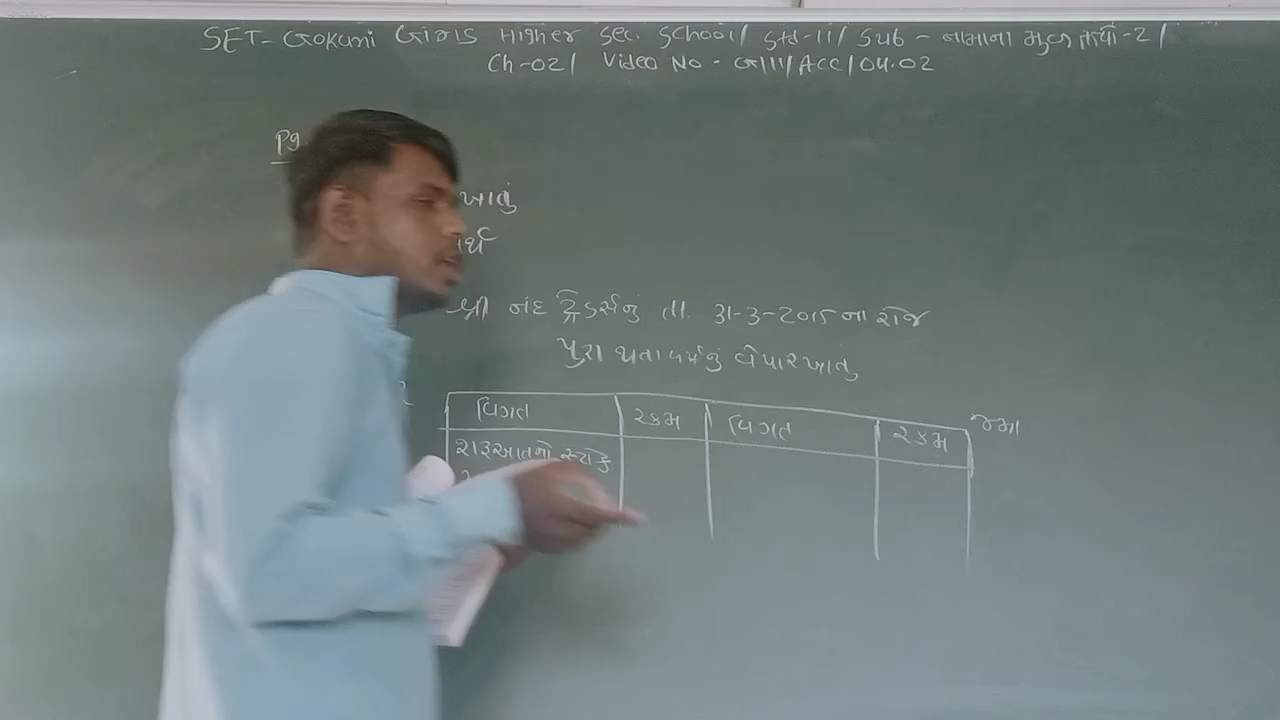 SET- Gokani Girls Higher Sec. School/ Std-11/ Sub - નામાના મુળ તત્વો-2/
Ch-02/ Video No - G/11/Acc/04.02
Pg
ખાતું
શ્રી નંદ ટ્રેડર્સનું તા. 31-3-2015 ના રોજ
પુરા થતા વર્ષનું વેપારખાતું
વિગત રકમ વિગત રકમ જમા
શરૂઆતનો સ્ટોક